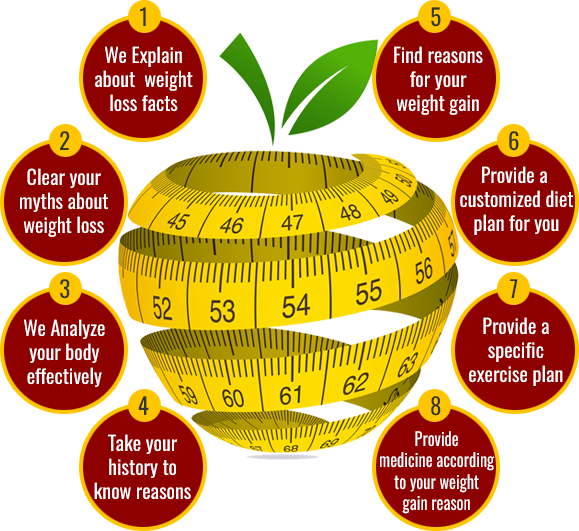 1
We Explain
about weight
loss facts
2
Clear your
myths about
weight loss
3
We Analyze
your body
effectively
4
Take your
history to
know reasons
5
Find reasons
for your
weight gain
6
Provide a
customized diet
plan for you
7
Provide a
specific
exercise plan
8
Provide
medicine according
to your weight
gain reason
45 46 47 48 49 50
52 53 54 55 56 57
59 60 61 62 63
57 68 69